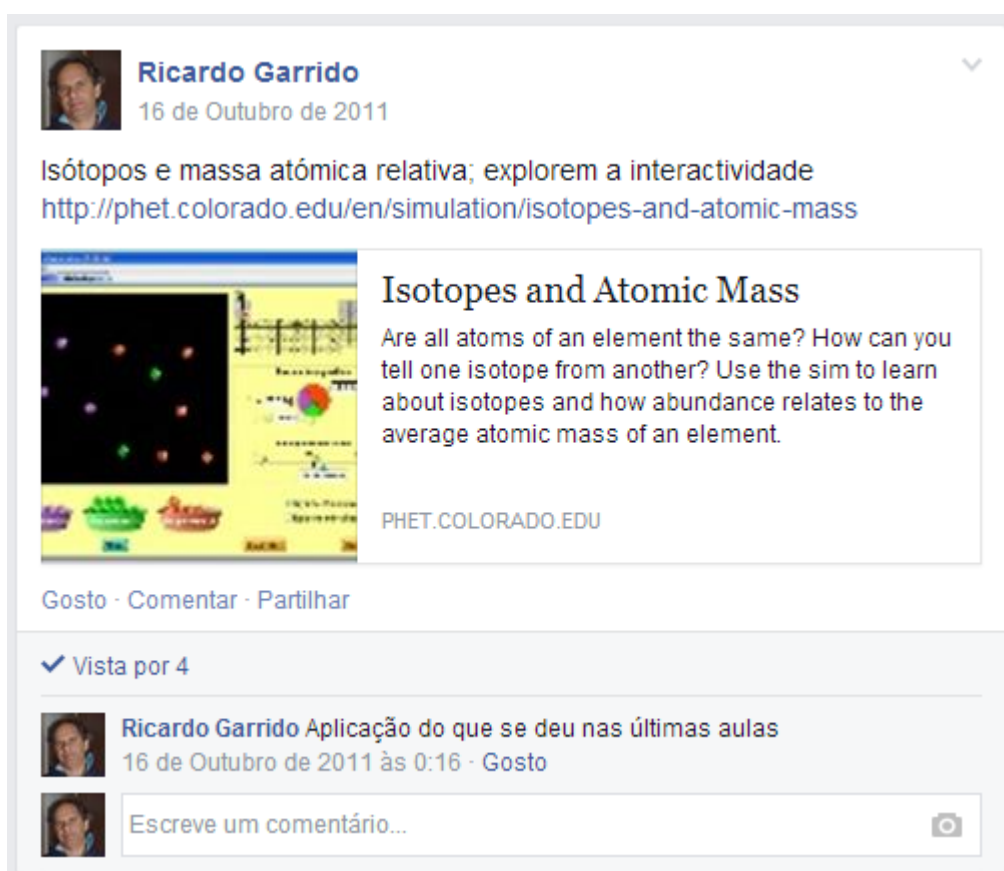 Ricardo Garrido
16 de Outubro de 2011
Isótopos e massa atómica relativa; explorem a interactividade
http://phet.colorado.edu/en/simulation/isotopes-and-atomic-mass
Isotopes and Atomic Mass
Are all atoms of an element the same? How can you
tell one isotope from another? Use the sim to learn
about isotopes and how abundance relates to the
average atomic mass of an element.
PHET.COLORADO.EDU
Gosto · Comentar · Partilhar
Vista por 4
Ricardo Garrido Aplicação do que se deu nas últimas aulas
16 de Outubro de 2011 às 0:16 · Gosto
Escreve um comentário...